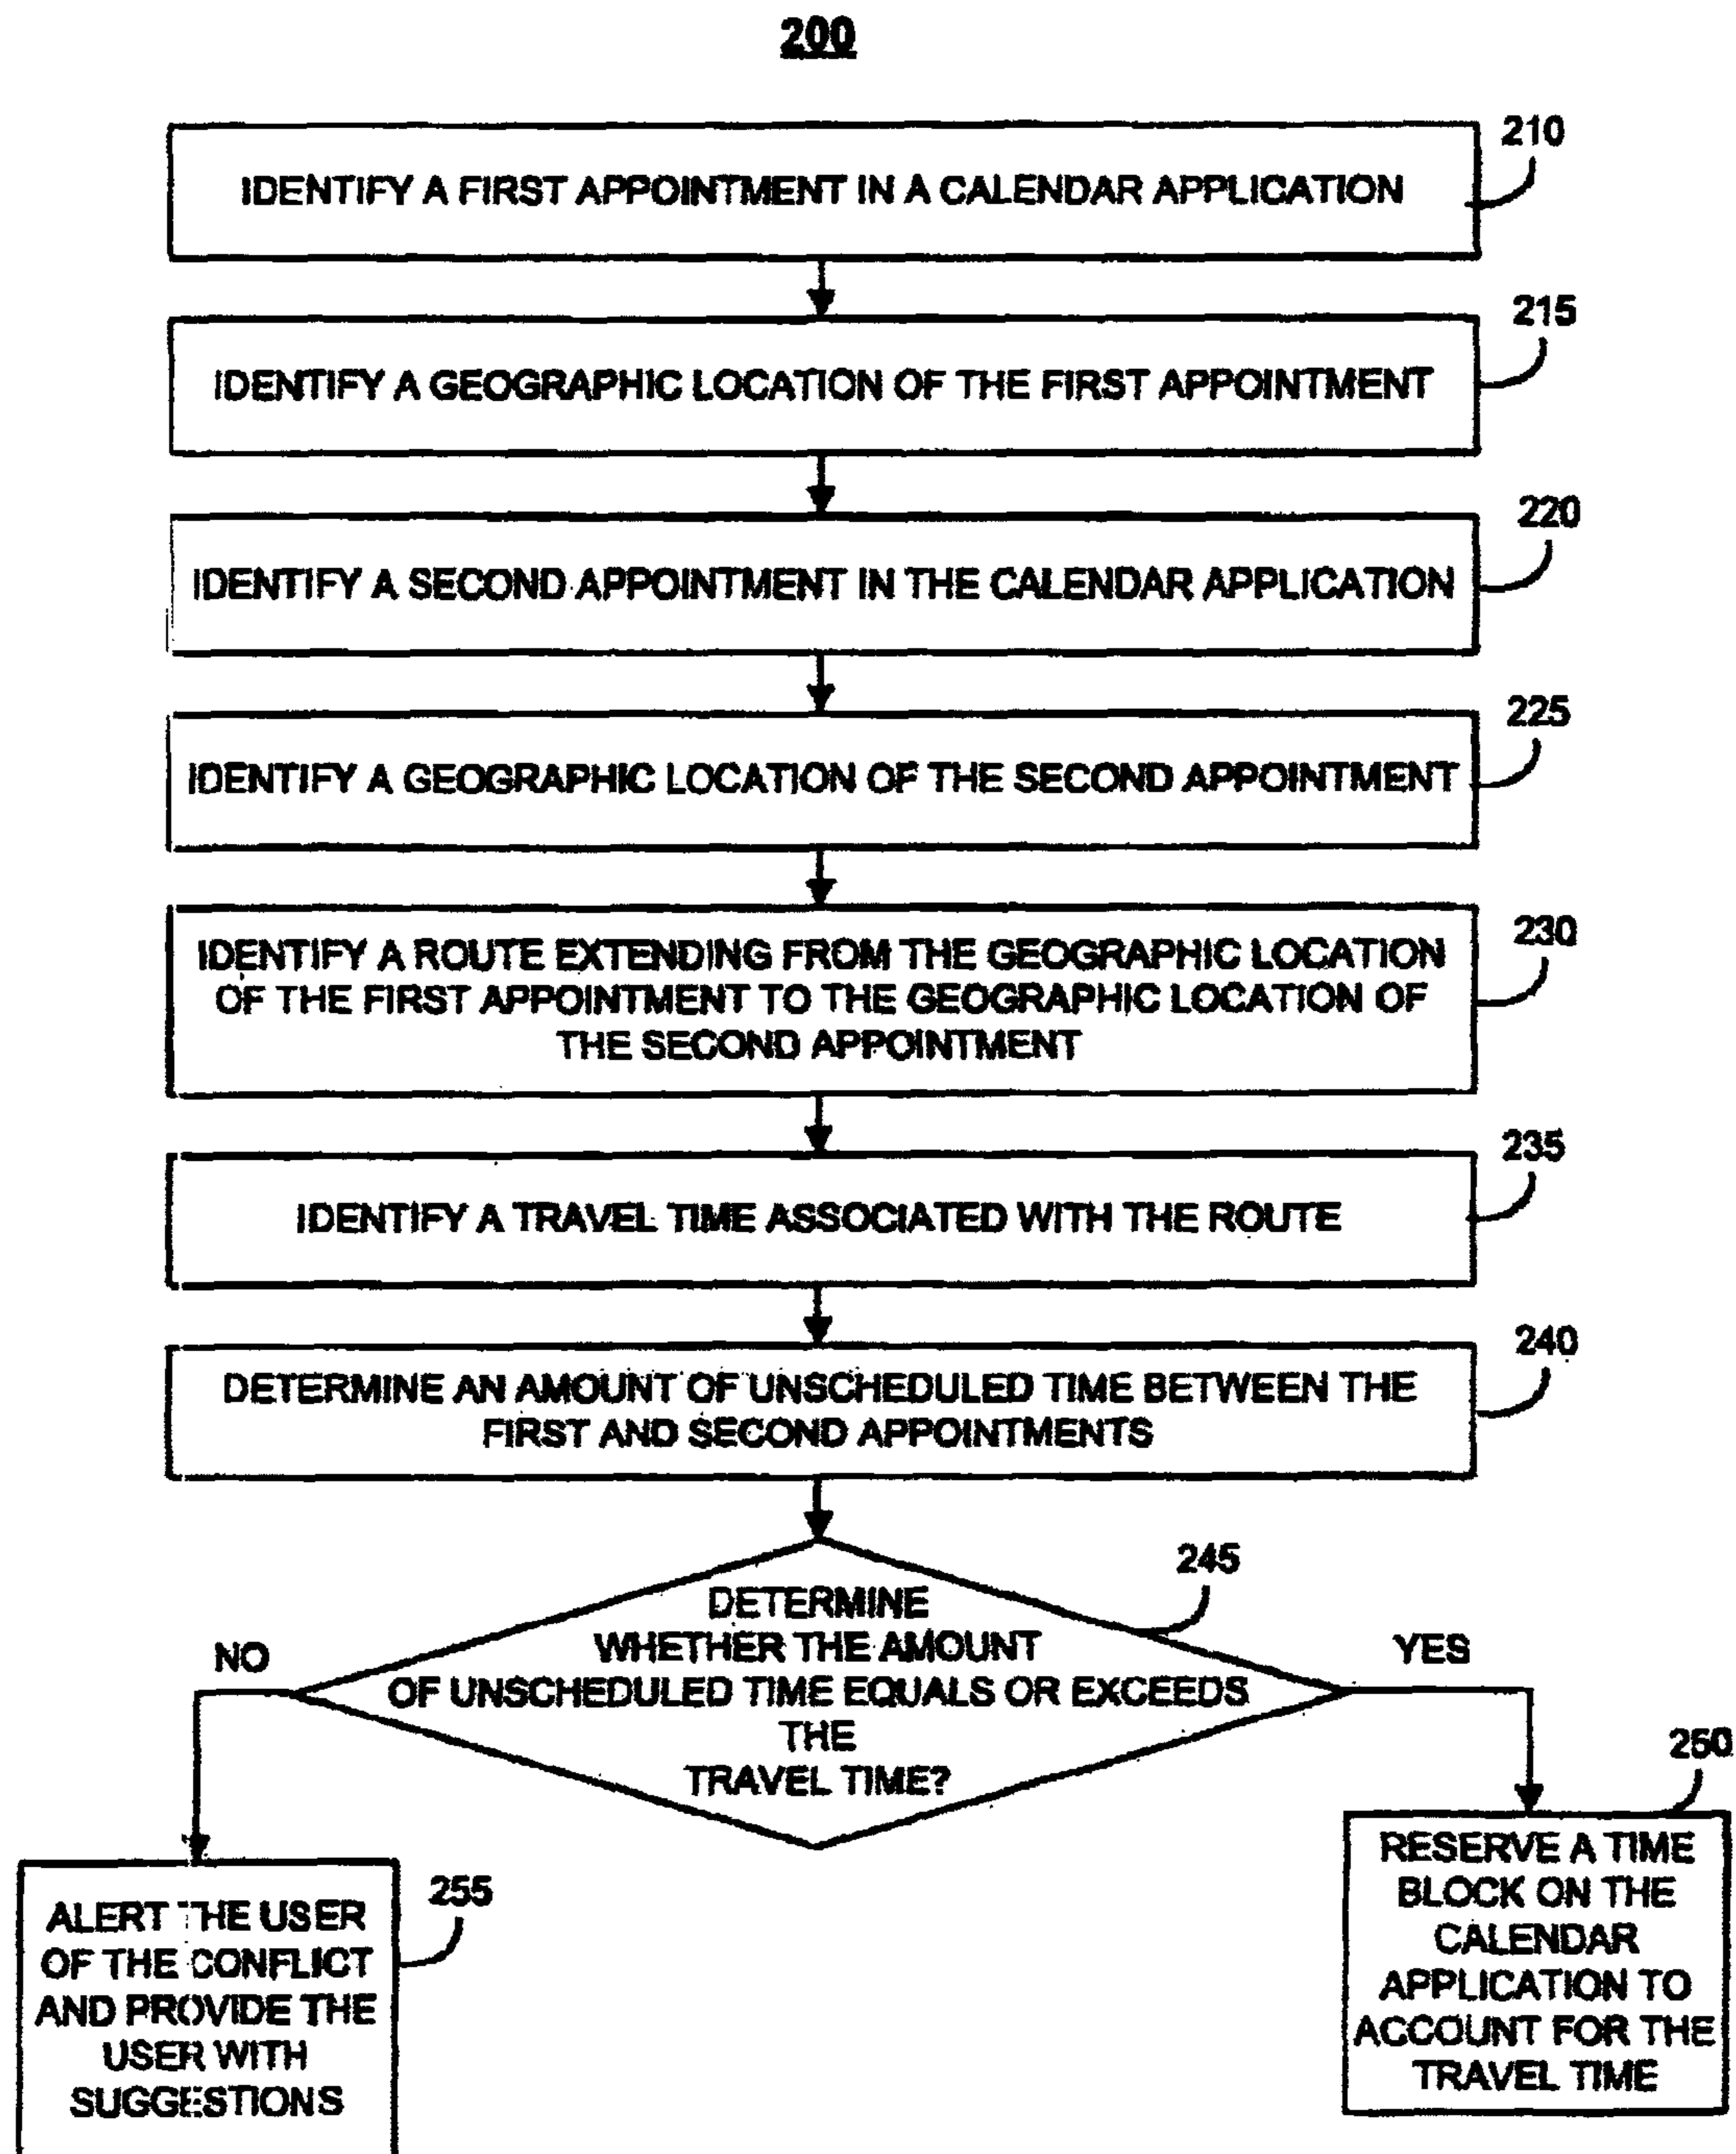 200
210
IDENTIFY A FIRST APPOINTMENT IN A CALENDAR APPLICATION
215
IDENTIFY A GEOGRAPHIC LOCATION OF THE FIRST APPOINTMENT
220
IDENTIFY A SECOND APPOINTMENT IN THE CALENDAR APPLICATION
225
IDENTIFY A GEOGRAPHIC LOCATION OF THE SECOND APPOINTMENT
230
IDENTIFY A ROUTE EXTENDING FROM THE GEOGRAPHIC LOCATION
OF THE FIRST APPOINTMENT TO THE GEOGRAPHIC LOCATION OF
THE SECOND APPOINTMENT
235
IDENTIFY A TRAVEL TIME ASSOCIATED WITH THE ROUTE
240
DETERMINE AN AMOUNT OF UNSCHEDULED TIME BETWEEN THE
FIRST AND SECOND APPOINTMENTS
245
DETERMINE
WHETHER THE AMOUNT
OF UNSCHEDULED TIME EQUALS OR EXCEEDS
THE
TRAVEL TIME?
NO
YES
255
ALERT THE USER
OF THE CONFLICT
AND PROVIDE THE
USER WITH
SUGGESTIONS
250
RESERVE A TIME
BLOCK ON THE
CALENDAR
APPLICATION TO
ACCOUNT FOR THE
TRAVEL TIME